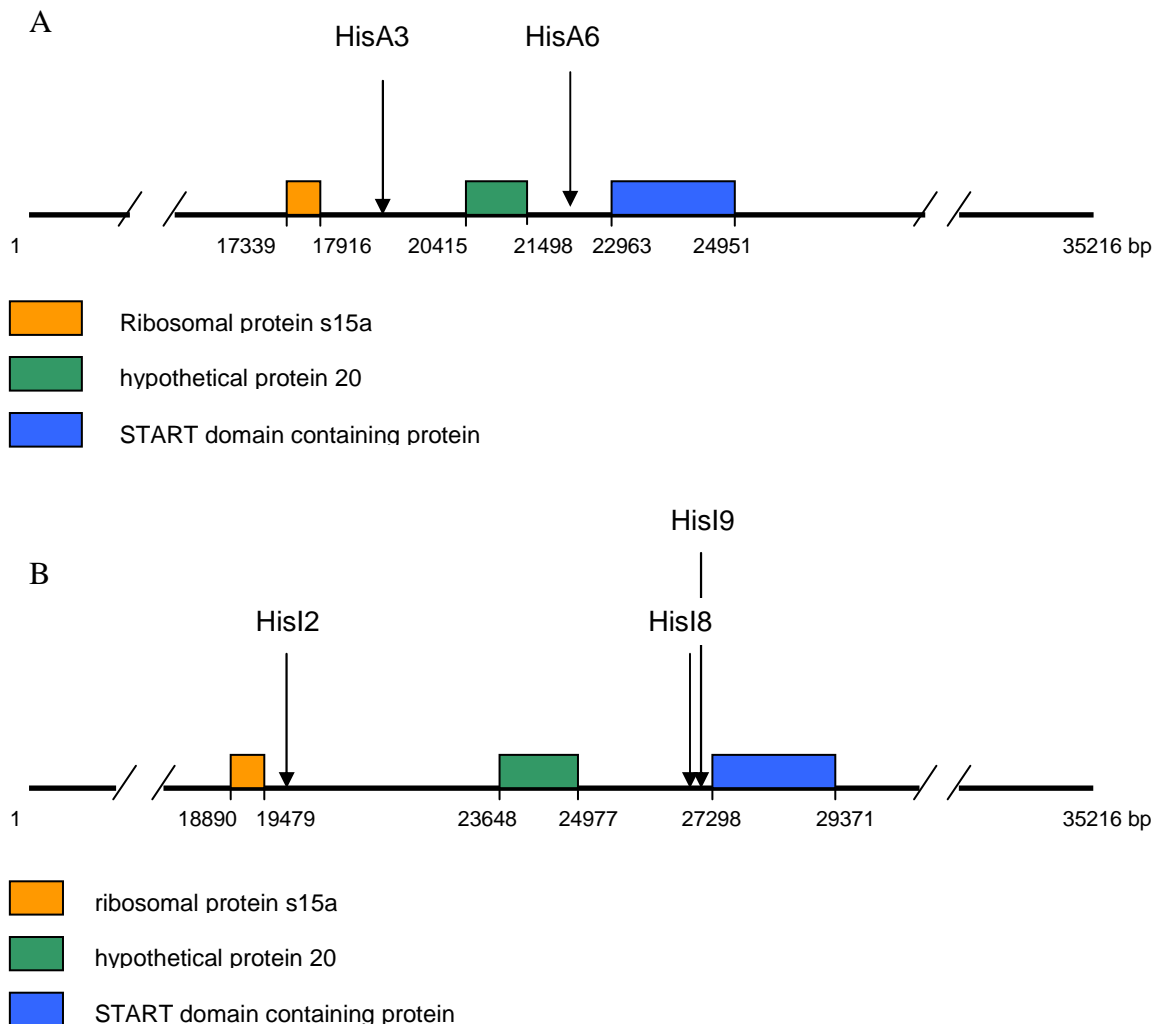 A
HisA3 HisA6
1 17339 17916 20415 21498 22963 24951 35216 bp
Ribosomal protein s15a
hypothetical protein 20
START domain containing protein
HisI9
B
HisI2 HisI8
1 18890 19479 23648 24977 27298 29371 35216 bp
ribosomal protein s15a
hypothetical protein 20
START domain containing protein